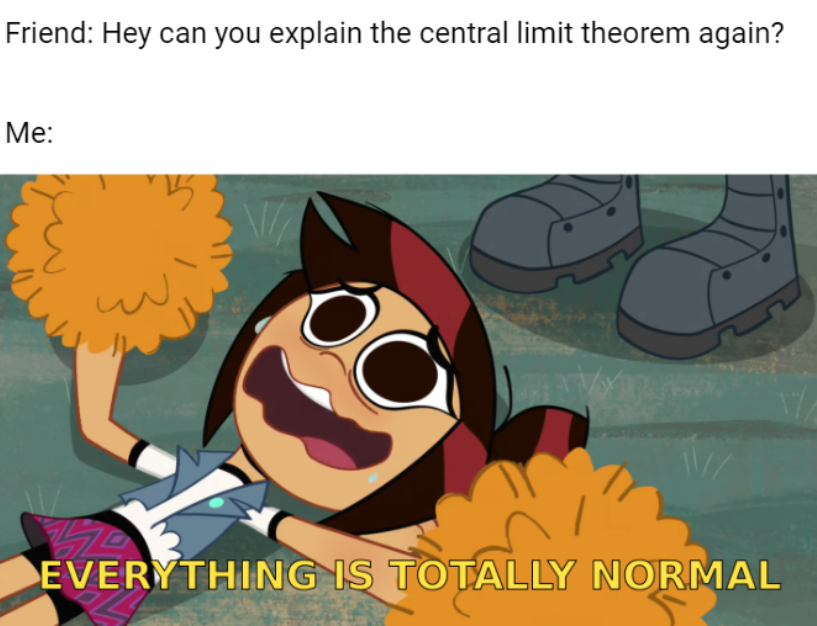 Friend: Hey can you explain the central limit theorem again?
Me:
EVERYTHING IS TOTALLY NORMAL